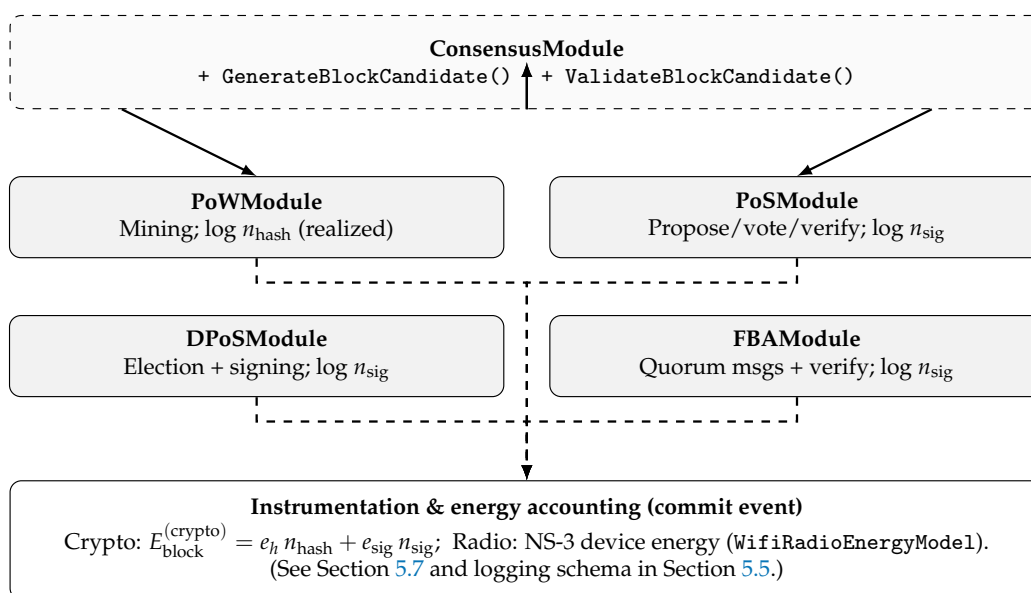 ConsensusModule
+ GenerateBlockCandidate() + ValidateBlockCandidate()
PoWModule
Mining; log n_hash (realized)
PoSModule
Propose/vote/verify; log n_sig
DPoSModule
Election + signing; log n_sig
FBAModule
Quorum msgs + verify; log n_sig
Instrumentation & energy accounting (commit event)
Crypto: E_block^(crypto) = e_h n_hash + e_sig n_sig; Radio: NS-3 device energy (WifiRadioEnergyModel).
(See Section 5.7 and logging schema in Section 5.5.)